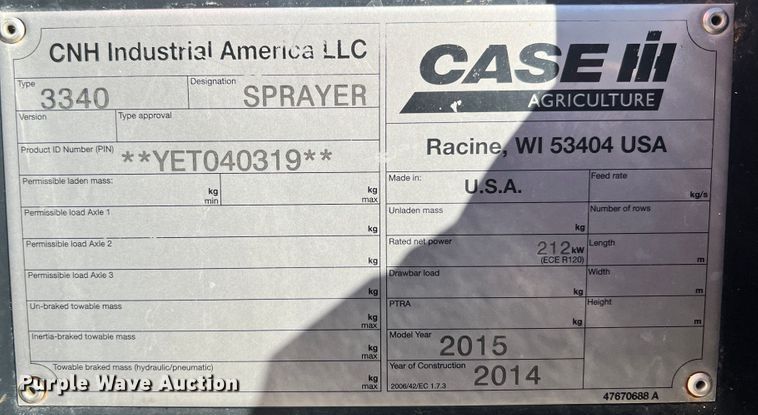 CNH Industrial America LLC
Type
3340
Designation
SPRAYER
Version
Type approval
Product ID Number (PIN)
**YET040319**
Permissible laden mass:
kg
min
kg
max
Permissible load Axle 1
kg
Permissible load Axle 2
kg
Permissible load Axle 3
kg
Un-braked towable mass
kg
max
Inertia-braked towable mass
kg
max
Towable braked mass (hydraulic/pneumatic)
kg
max
CASE IH
AGRICULTURE
Racine, WI 53404 USA
Made in:
U.S.A.
Feed rate
kg/s
Unladen mass
kg
Number of rows
Rated net power
212 kW
(ECE R120)
Length
m
Drawbar load
kg
Width
m
PTRA
kg
Height
m
Model Year
2015
Year of Construction
2014
2006/42/EC 1.7.3
47670688 A
Purple Wave Auction